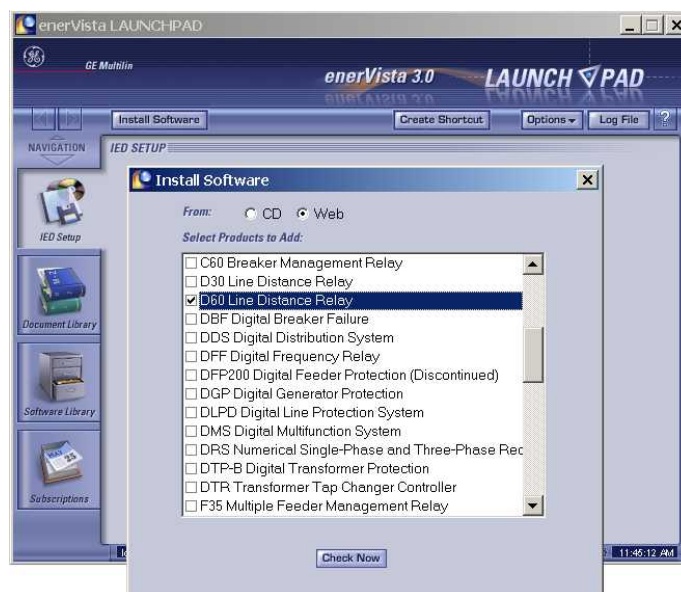 enerVista LAUNCHPAD
GE Multilin
enerVista 3.0
LAUNCH PAD
Install Software
Create Shortcut
Options
Log File
?
NAVIGATION
IED SETUP
IED Setup
Document Library
Software Library
MAY
25
Subscriptions
Install Software
From:
CD
Web
Select Products to Add:
C60 Breaker Management Relay
D30 Line Distance Relay
D60 Line Distance Relay
DBF Digital Breaker Failure
DDS Digital Distribution System
DFF Digital Frequency Relay
DFP200 Digital Feeder Protection (Discontinued)
DGP Digital Generator Protection
DLPD Digital Line Protection System
DMS Digital Multifunction System
DRS Numerical Single-Phase and Three-Phase Rec
DTP-B Digital Transformer Protection
DTR Transformer Tap Changer Controller
F35 Multiple Feeder Management Relay
Check Now
11:45:12 AM